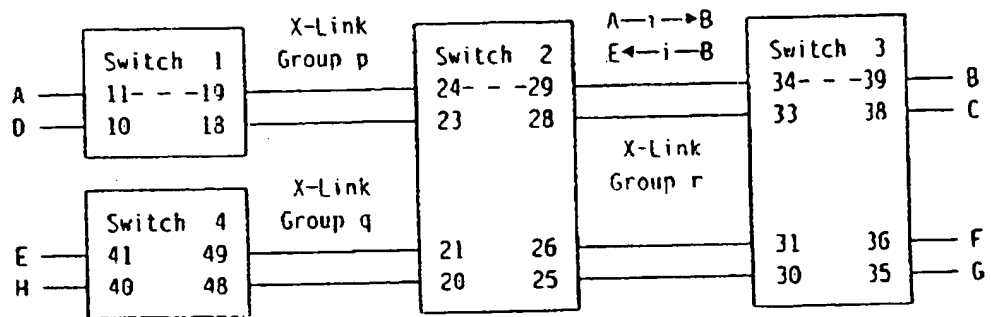 X-Link
Group p
A—i—►B
E◄—i—B
Switch 1
11- - -19
10 18
A
D
Switch 2
24- - -29
23 28
21 26
20 25
Switch 3
34- - -39
33 38
31 36
30 35
B
C
F
G
X-Link
Group q
X-Link
Group r
Switch 4
41 49
40 48
E
H